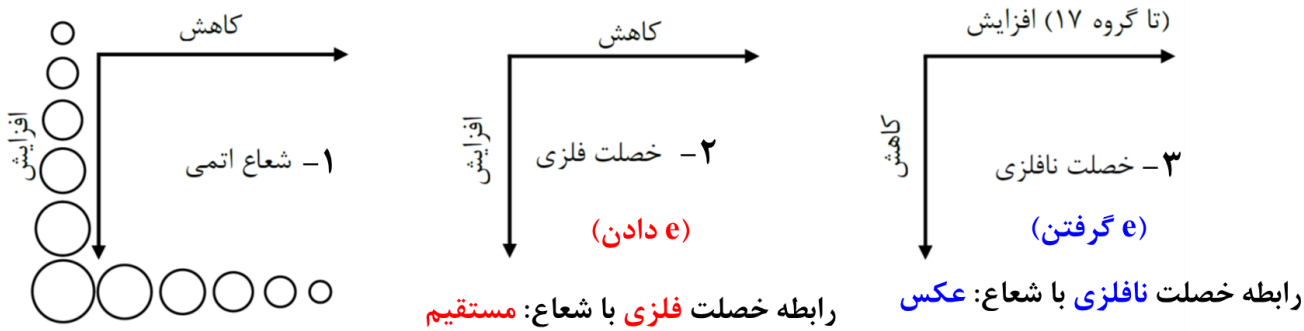 کاهش
افزایش
۱- شعاع اتمی
کاهش
افزایش
۲- خصلت فلزی
(e دادن)
رابطه خصلت فلزی با شعاع: مستقیم
(تا گروه ۱۷) افزایش
کاهش
۳- خصلت نافلزی
(e گرفتن)
رابطه خصلت نافلزی با شعاع: عکس